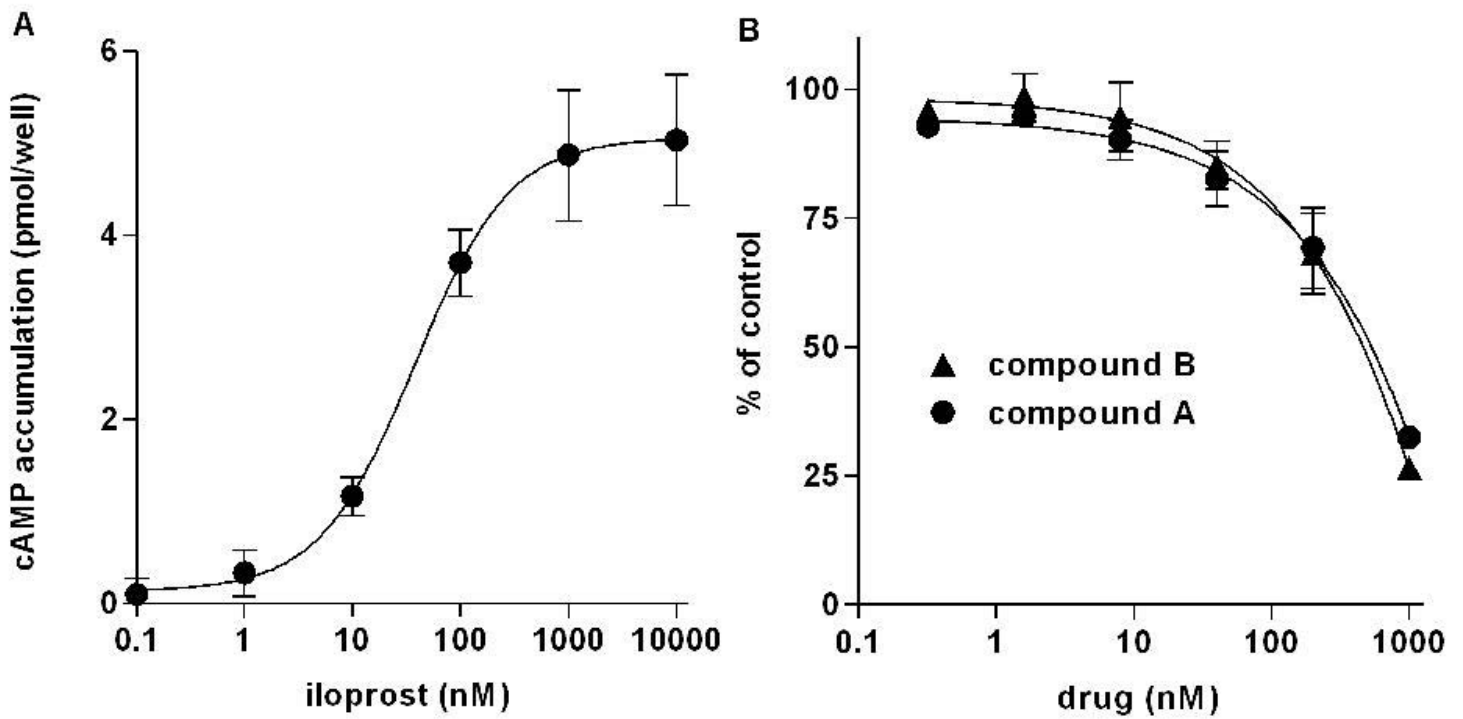 A
cAMP accumulation (pmol/well)
6
4
2
0
0.1 1 10 100 1000 10000
iloprost (nM)
B
% of control
100
75
50
25
0
compound B
compound A
0.1 1 10 100 1000
drug (nM)